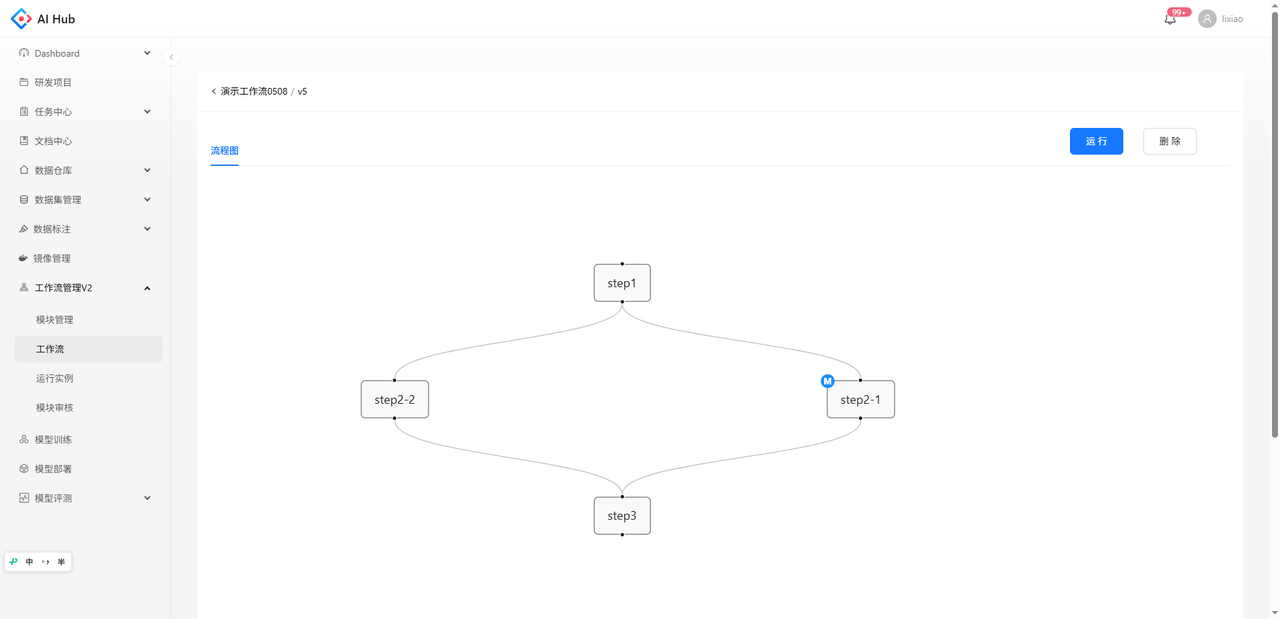 AI Hub
99+
lixiao
Dashboard
研发项目
任务中心
文档中心
数据仓库
数据集管理
数据标注
镜像管理
工作流管理V2
模块管理
工作流
运行实例
模块审核
模型训练
模型部署
模型评测
中 °, 半
演示工作流0508 / v5
流程图
运 行
删 除
step1
step2-2
M
step2-1
step3